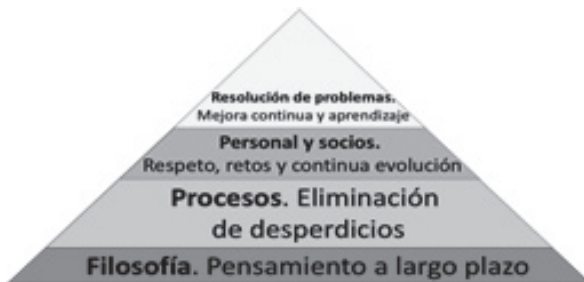 Resolución de problemas.
Mejora continua y aprendizaje
Personal y socios.
Respeto, retos y continua evolución
Procesos. Eliminación
de desperdicios
Filosofía. Pensamiento a largo plazo